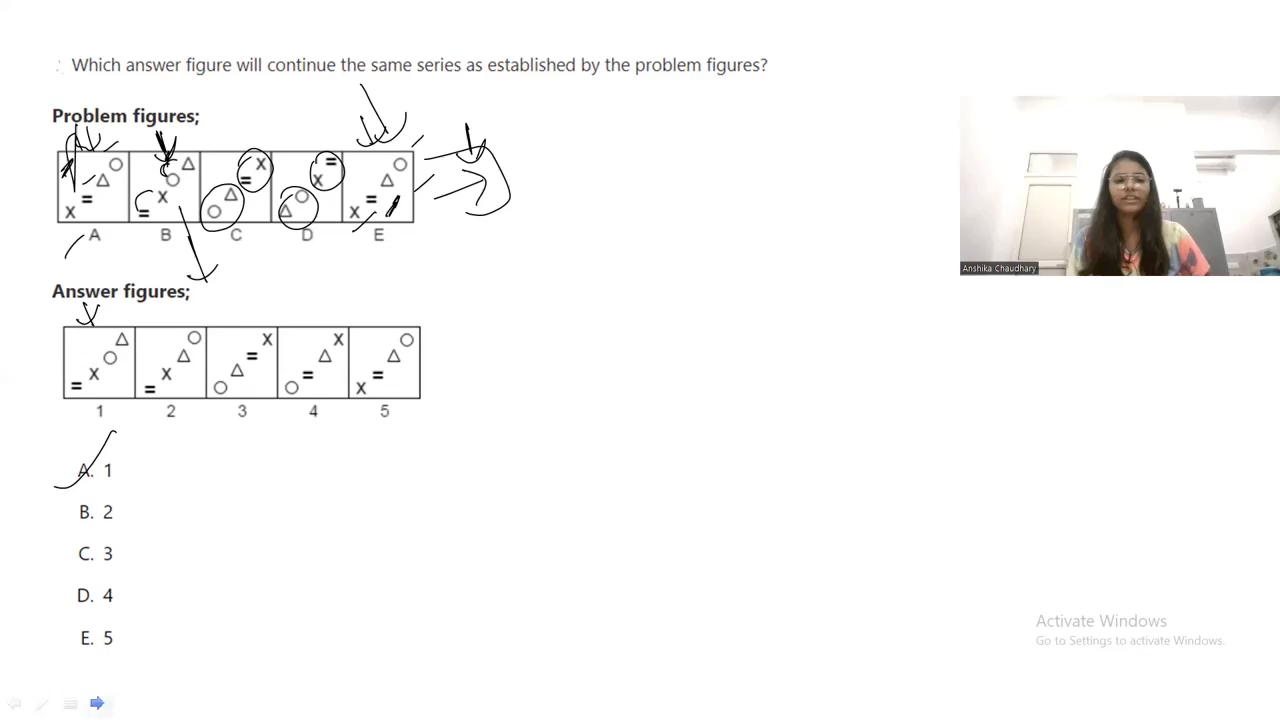 Which answer figure will continue the same series as established by the problem figures?
Problem figures;
A B C D E
Answer figures;
1 2 3 4 5
A. 1
B. 2
C. 3
D. 4
E. 5
Anshika Chaudhary
Activate Windows
Go to Settings to activate Windows.